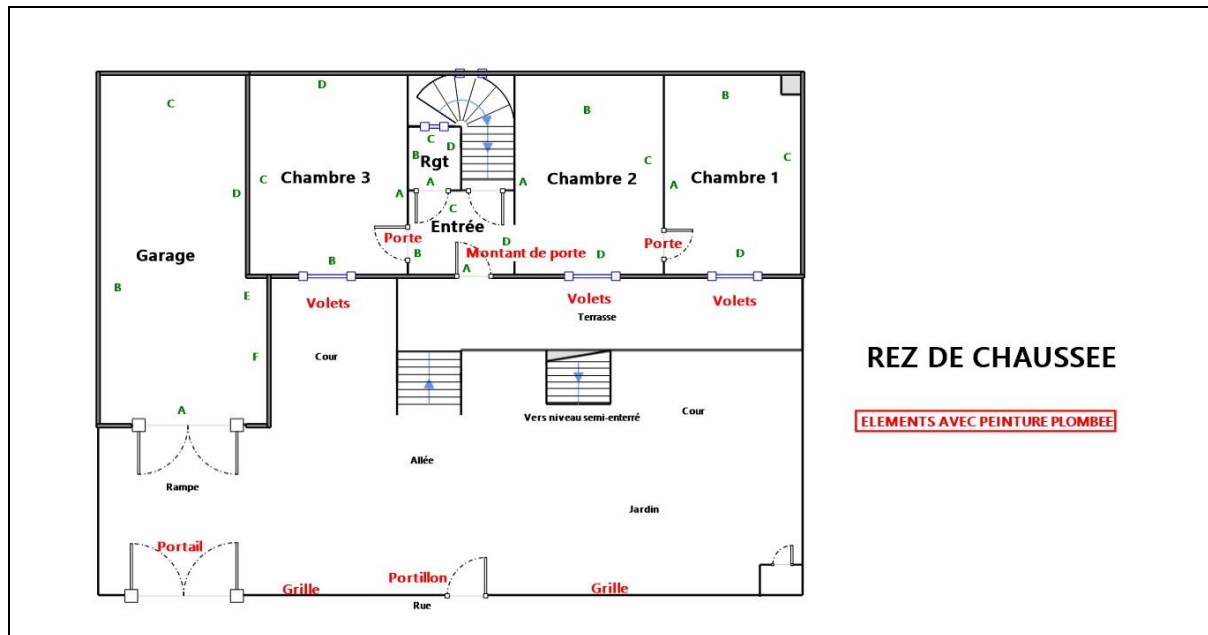 D
B
B
C
C
D
B
Rgt
C
C
C
Chambre 3
Chambre 2
Chambre 1
A
A
A
D
A
C
Entrée
Porte
D
Porte
Garage
B
Montant de porte
D
D
B
A
B
E
Volets
Volets
Volets
Terrasse
Cour
F
REZ DE CHAUSSEE
A
Vers niveau semi-enterré
Cour
ELEMENTS AVEC PEINTURE PLOMBEE
Allée
Rampe
Jardin
Portail
Portillon
Grille
Grille
Rue